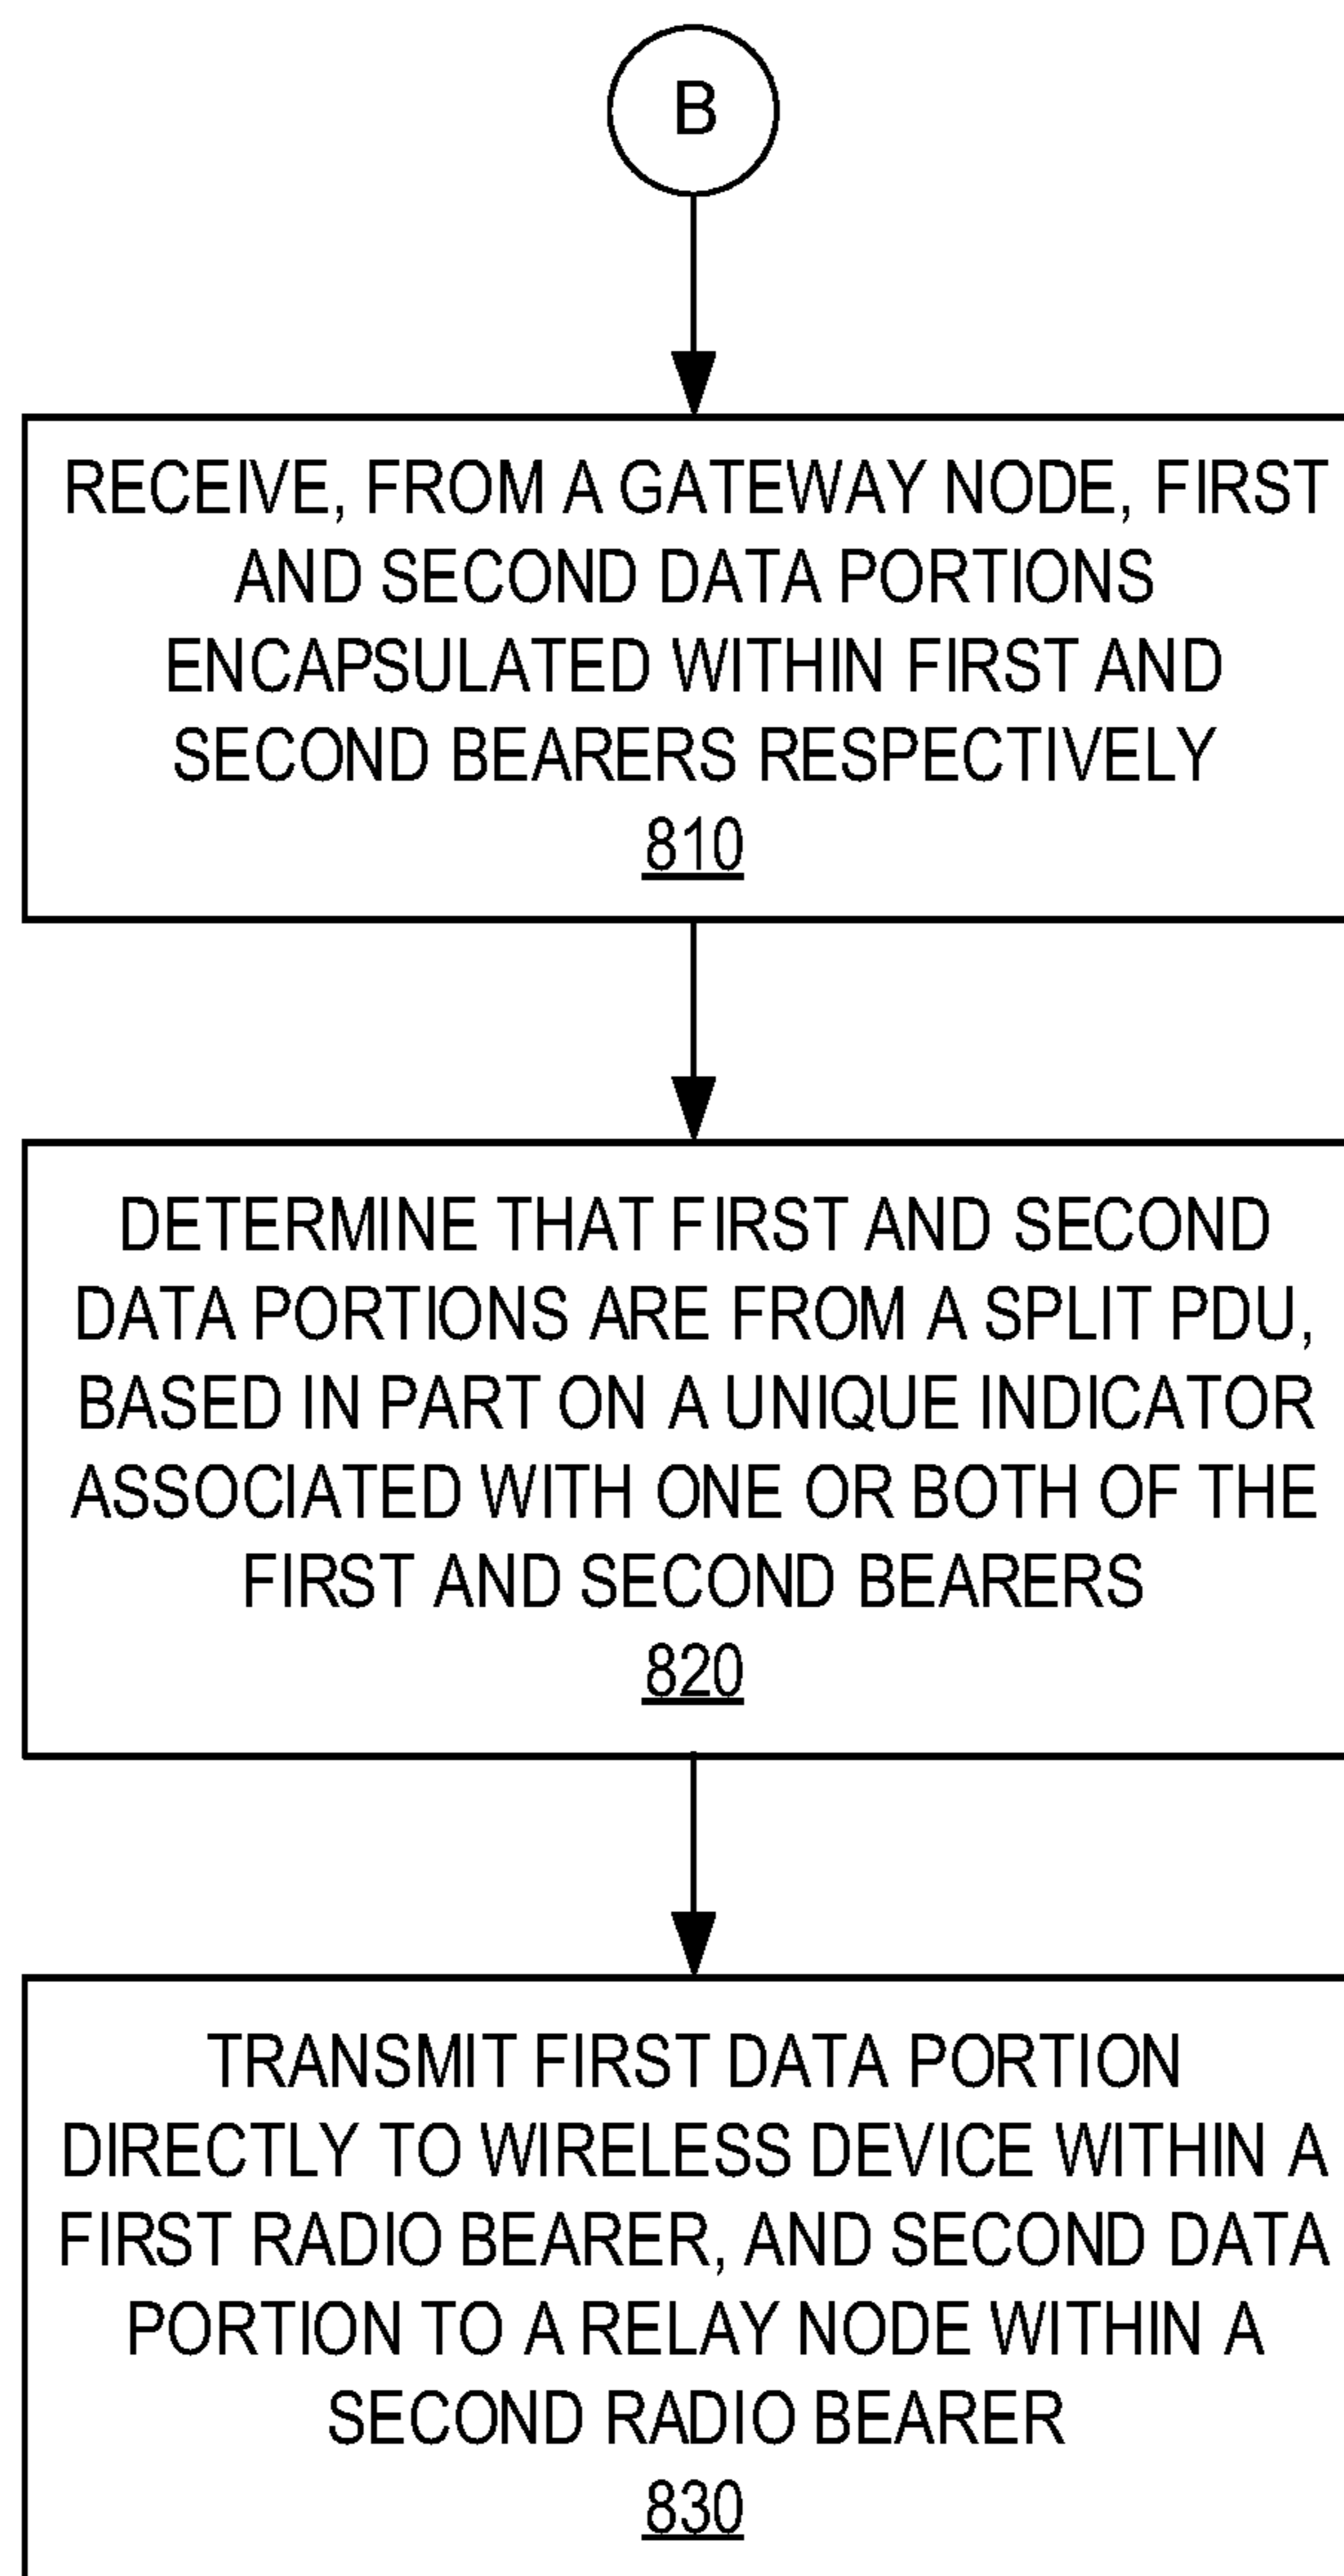 B
RECEIVE, FROM A GATEWAY NODE, FIRST
AND SECOND DATA PORTIONS
ENCAPSULATED WITHIN FIRST AND
SECOND BEARERS RESPECTIVELY
810
DETERMINE THAT FIRST AND SECOND
DATA PORTIONS ARE FROM A SPLIT PDU,
BASED IN PART ON A UNIQUE INDICATOR
ASSOCIATED WITH ONE OR BOTH OF THE
FIRST AND SECOND BEARERS
820
TRANSMIT FIRST DATA PORTION
DIRECTLY TO WIRELESS DEVICE WITHIN A
FIRST RADIO BEARER, AND SECOND DATA
PORTION TO A RELAY NODE WITHIN A
SECOND RADIO BEARER
830